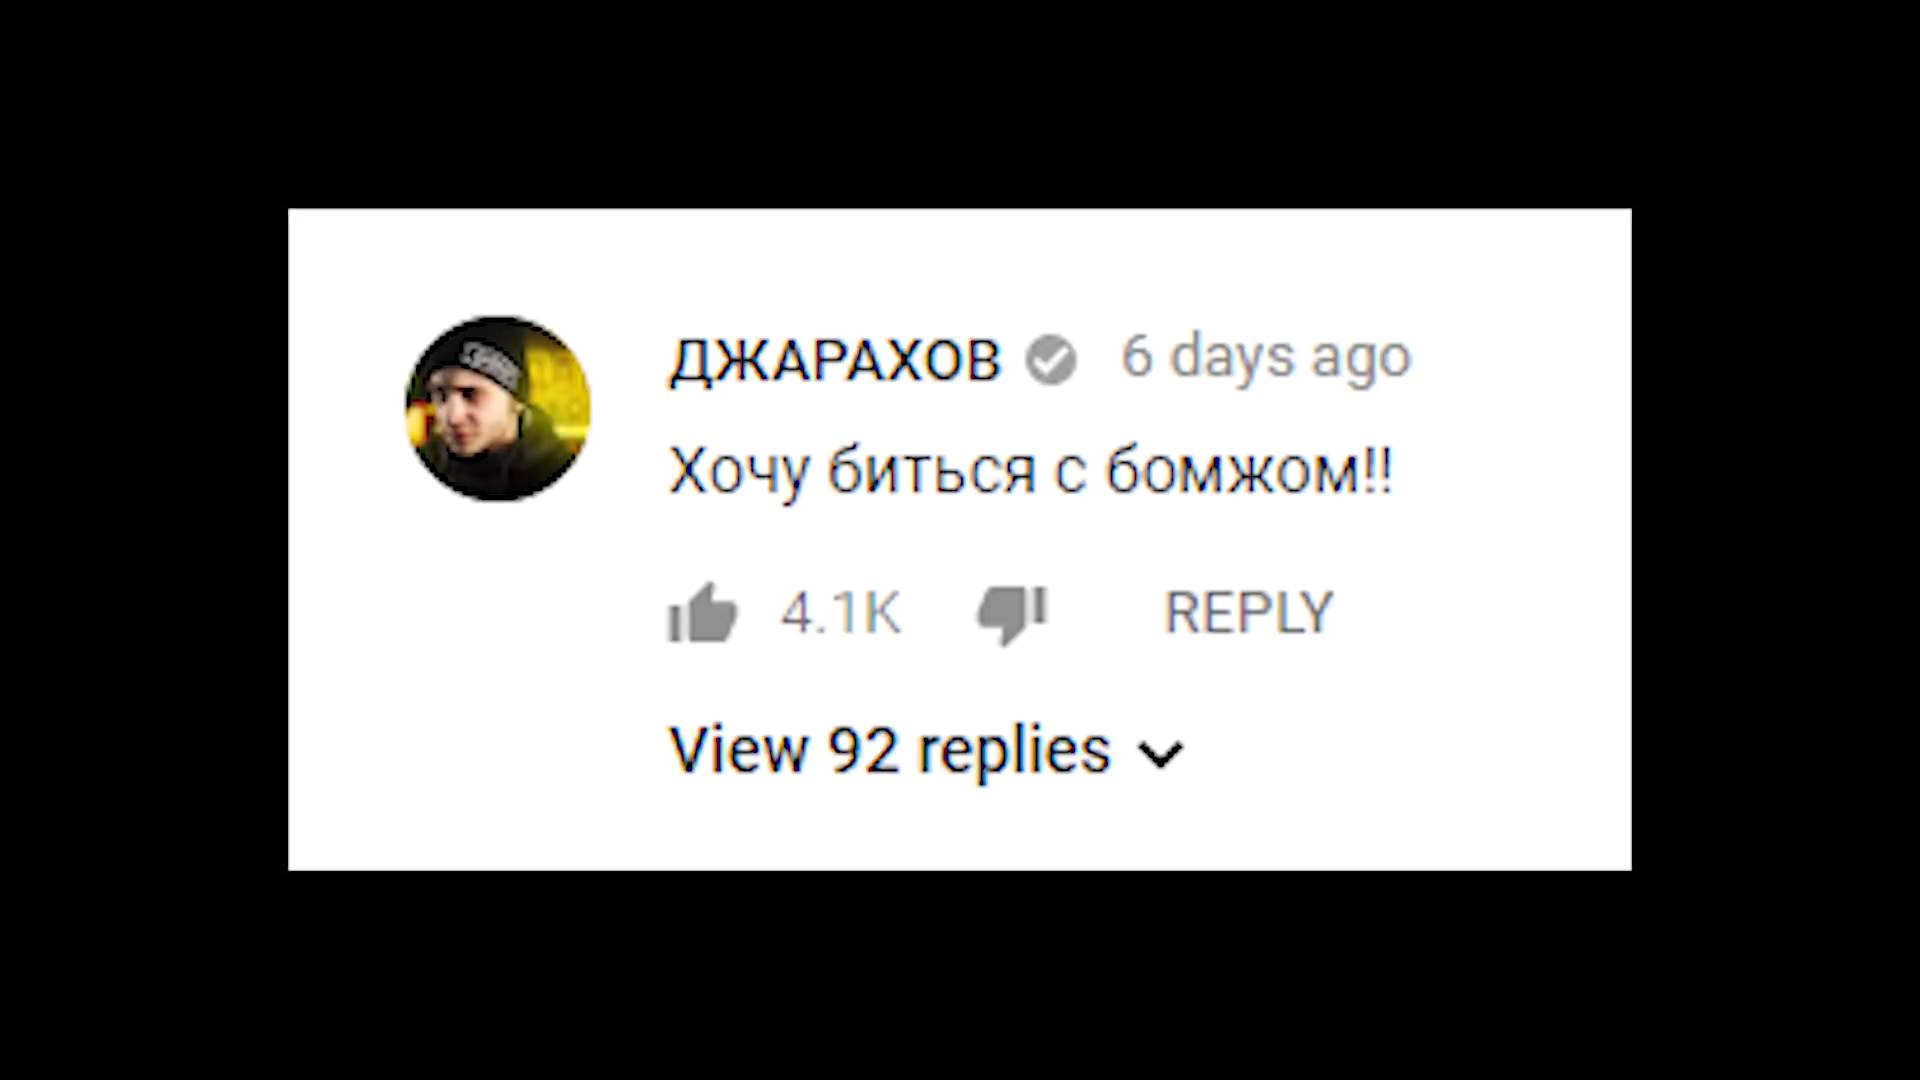 ДЖАРАХОВ 6 days ago
Хочу биться с бомжом!!
4.1K REPLY
View 92 replies